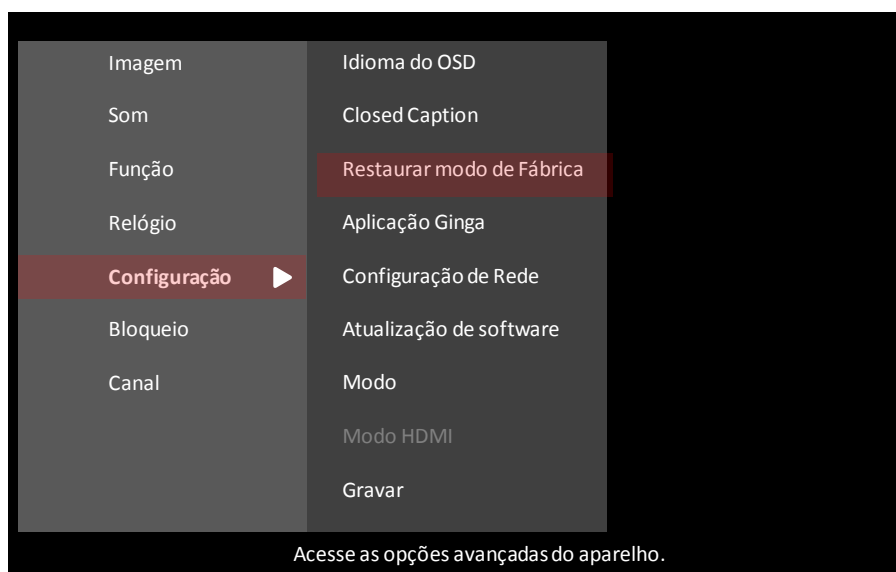 Imagem
Som
Função
Relógio
Configuração
Bloqueio
Canal
Idioma do OSD
Closed Caption
Restaurar modo de Fábrica
Aplicação Ginga
Configuração de Rede
Atualização de software
Modo
Modo HDMI
Gravar
Acesse as opções avançadas do aparelho.